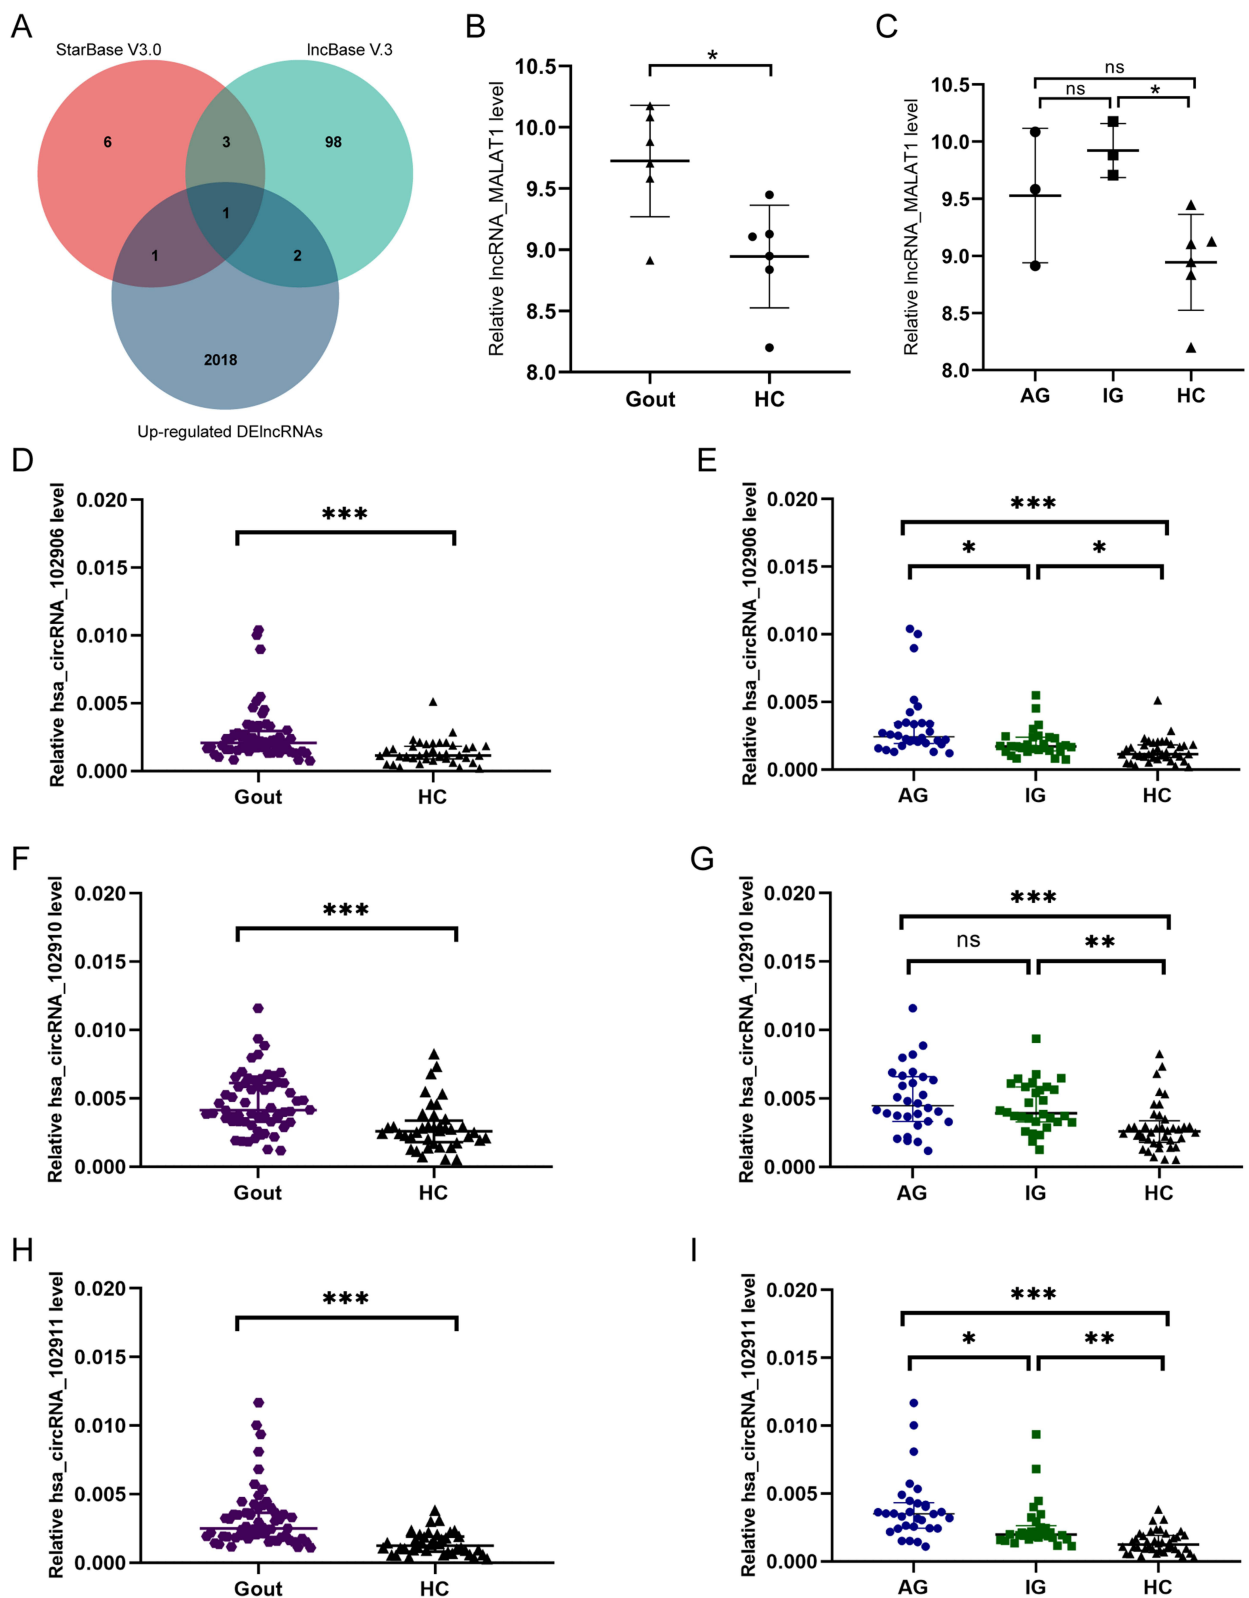 A
StarBase V3.0
lncBase V.3
6
3
98
1
1
2
2018
Up-regulated DElncRNAs
B
Relative lncRNA_MALAT1 level
10.5
10.0
9.5
9.0
8.5
8.0
*
Gout
HC
C
Relative lncRNA_MALAT1 level
10.5
10.0
9.5
9.0
8.5
8.0
ns
ns
*
AG
IG
HC
D
Relative hsa_circRNA_102906 level
0.020
0.015
0.010
0.005
0.000
***
Gout
HC
E
Relative hsa_circRNA_102906 level
0.020
0.015
0.010
0.005
0.000
***
*
*
AG
IG
HC
F
Relative hsa_circRNA_102910 level
0.020
0.015
0.010
0.005
0.000
***
Gout
HC
G
Relative hsa_circRNA_102910 level
0.020
0.015
0.010
0.005
0.000
***
ns
**
AG
IG
HC
H
Relative hsa_circRNA_102911 level
0.020
0.015
0.010
0.005
0.000
***
Gout
HC
I
Relative hsa_circRNA_102911 level
0.020
0.015
0.010
0.005
0.000
***
*
**
AG
IG
HC